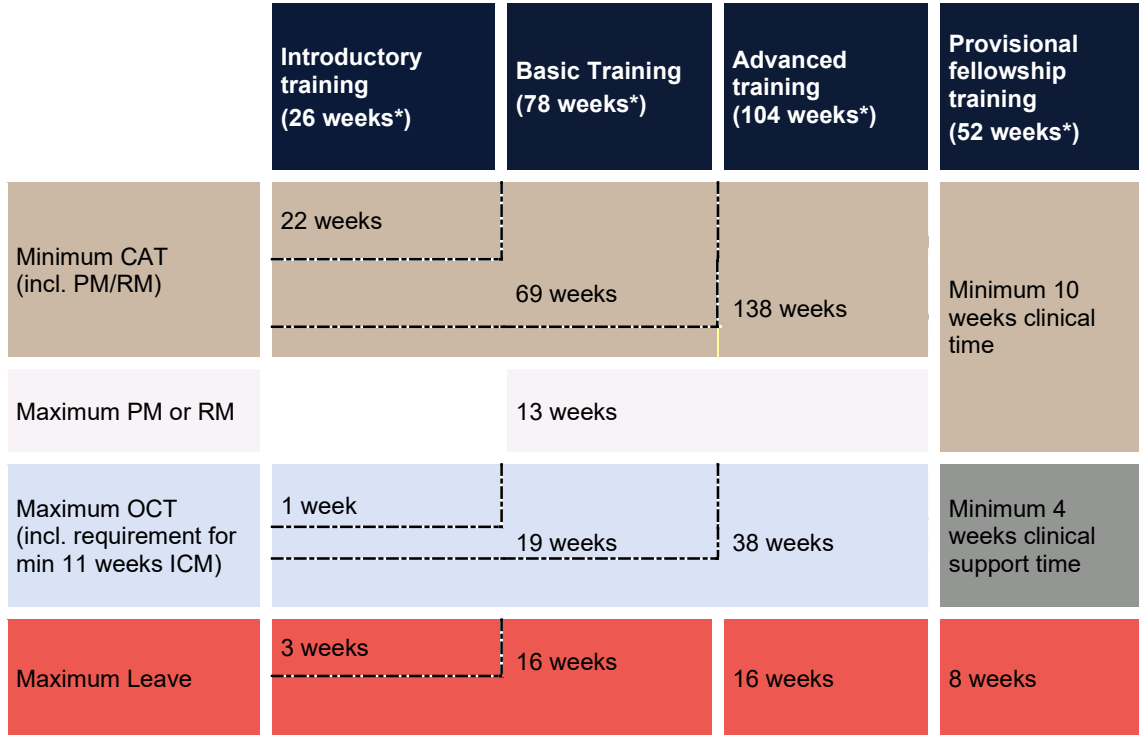 Introductory
training
(26 weeks*)
Basic Training
(78 weeks*)
Advanced
training
(104 weeks*)
Provisional
fellowship
training
(52 weeks*)
Minimum CAT
(incl. PM/RM)
22 weeks
69 weeks
138 weeks
Minimum 10
weeks clinical
time
Maximum PM or RM
13 weeks
Maximum OCT
(incl. requirement for
min 11 weeks ICM)
1 week
19 weeks
38 weeks
Minimum 4
weeks clinical
support time
Maximum Leave
3 weeks
16 weeks
16 weeks
8 weeks